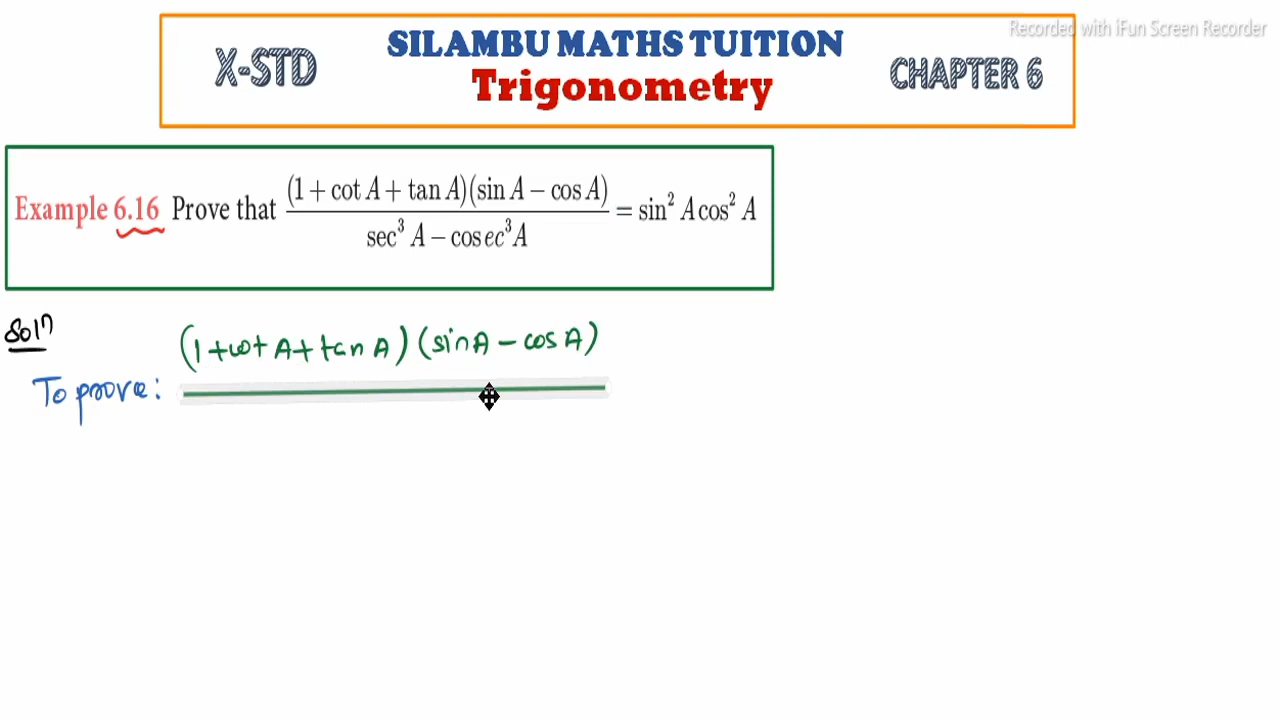 Recorded with iFun Screen Recorder
SILAMBU MATHS TUITION
X-STD
Trigonometry
CHAPTER 6
Example 6.16 Prove that (1 + cot A + tan A)(sin A − cos A) / sec³ A − cosec³ A = sin² A cos² A
Soln
(1+cot A+tan A) (sinA − cos A)
To prove: